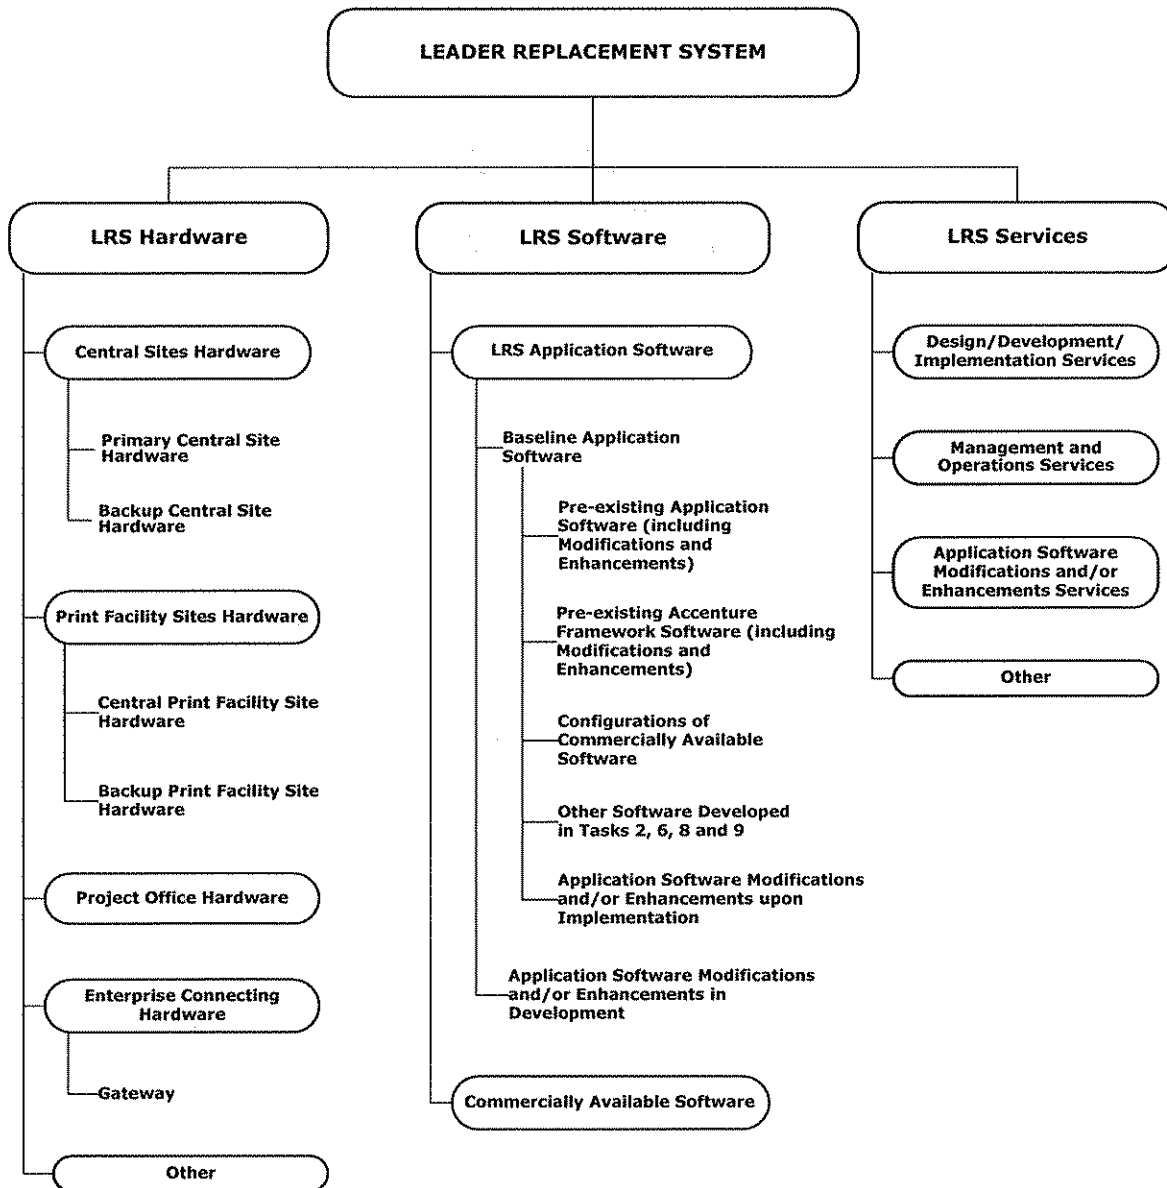 LEADER REPLACEMENT SYSTEM
LRS Hardware
Central Sites Hardware
Primary Central Site
Hardware
Backup Central Site
Hardware
Print Facility Sites Hardware
Central Print Facility Site
Hardware
Backup Print Facility Site
Hardware
Project Office Hardware
Enterprise Connecting
Hardware
Gateway
Other
LRS Software
LRS Application Software
Baseline Application
Software
Pre-existing Application
Software (including
Modifications and
Enhancements)
Pre-existing Accenture
Framework Software (including
Modifications and
Enhancements)
Configurations of
Commercially Available
Software
Other Software Developed
in Tasks 2, 6, 8 and 9
Application Software Modifications
and/or Enhancements upon
Implementation
Application Software Modifications
and/or Enhancements in
Development
Commercially Available Software
LRS Services
Design/Development/
Implementation Services
Management and
Operations Services
Application Software
Modifications and/or
Enhancements Services
Other